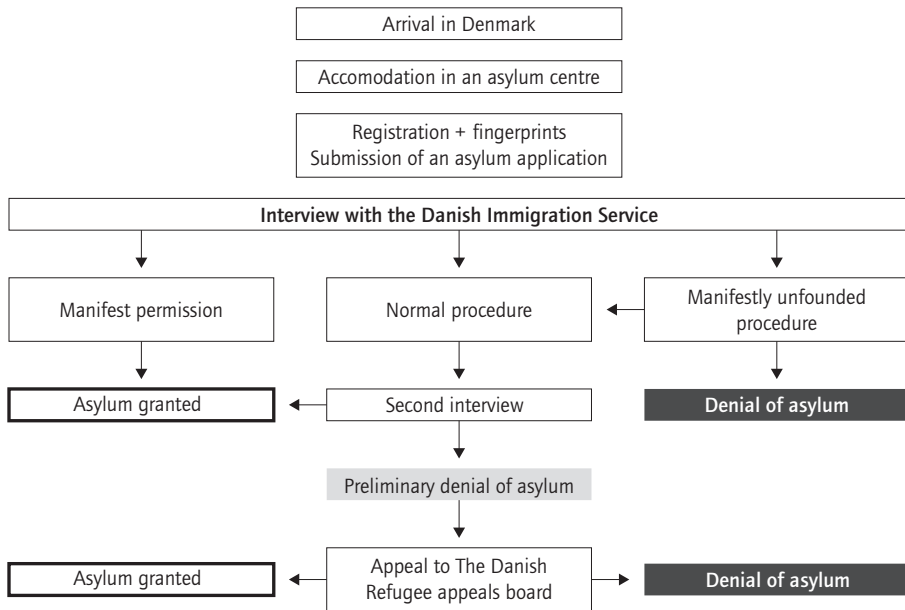 Arrival in Denmark
Accomodation in an asylum centre
Registration + fingerprints
Submission of an asylum application
Interview with the Danish Immigration Service
Manifest permission
Normal procedure
Manifestly unfounded
procedure
Asylum granted
Second interview
Denial of asylum
Preliminary denial of asylum
Asylum granted
Appeal to The Danish
Refugee appeals board
Denial of asylum